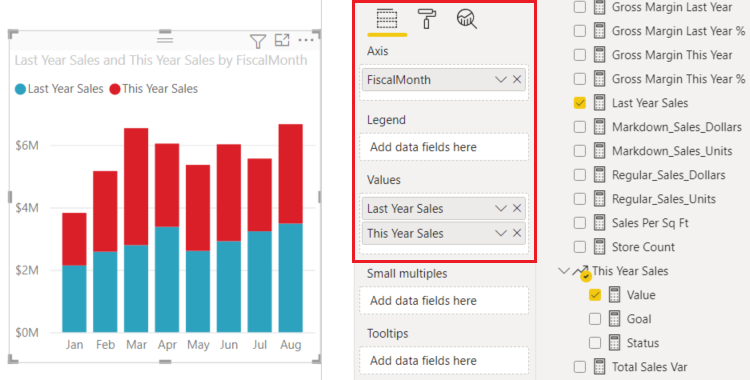 Last Year Sales and This Year Sales by FiscalMonth
Last Year Sales This Year Sales
$6M
$4M
$2M
$0M
Jan Feb Mar Apr May Jun Jul Aug
Axis
FiscalMonth
Legend
Add data fields here
Values
Last Year Sales
This Year Sales
Small multiples
Add data fields here
Tooltips
Add data fields here
Gross Margin Last Year
Gross Margin Last Year %
Gross Margin This Year
Gross Margin This Year %
Last Year Sales
Markdown_Sales_Dollars
Markdown_Sales_Units
Regular_Sales_Dollars
Regular_Sales_Units
Sales Per Sq Ft
Store Count
This Year Sales
Value
Goal
Status
Total Sales Var